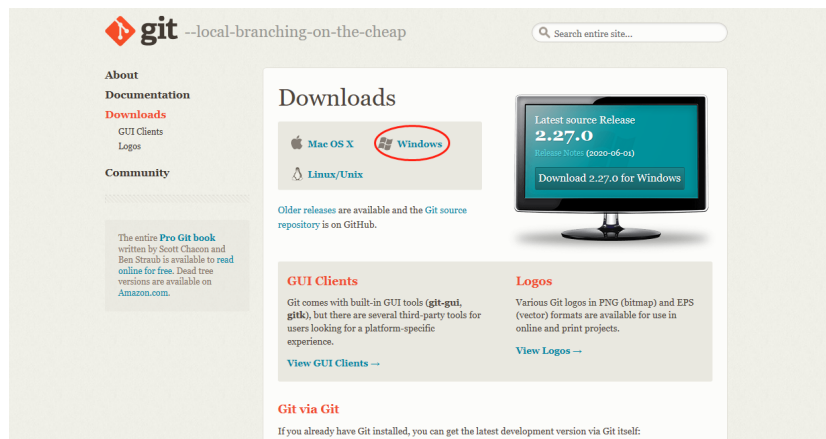 git --local-branching-on-the-cheap
Search entire site...
About
Documentation
Downloads
GUI Clients
Logos
Community
The entire Pro Git book
written by Scott Chacon and
Ben Straub is available to read
online for free. Dead tree
versions are available on
Amazon.com.
Downloads
Mac OS X
Windows
Linux/Unix
Older releases are available and the Git source
repository is on GitHub.
Latest source Release
2.27.0
Release Notes (2020-06-01)
Download 2.27.0 for Windows
GUI Clients
Git comes with built-in GUI tools (git-gui,
gitk), but there are several third-party tools for
users looking for a platform-specific
experience.
View GUI Clients →
Logos
Various Git logos in PNG (bitmap) and EPS
(vector) formats are available for use in
online and print projects.
View Logos →
Git via Git
If you already have Git installed, you can get the latest development version via Git itself: